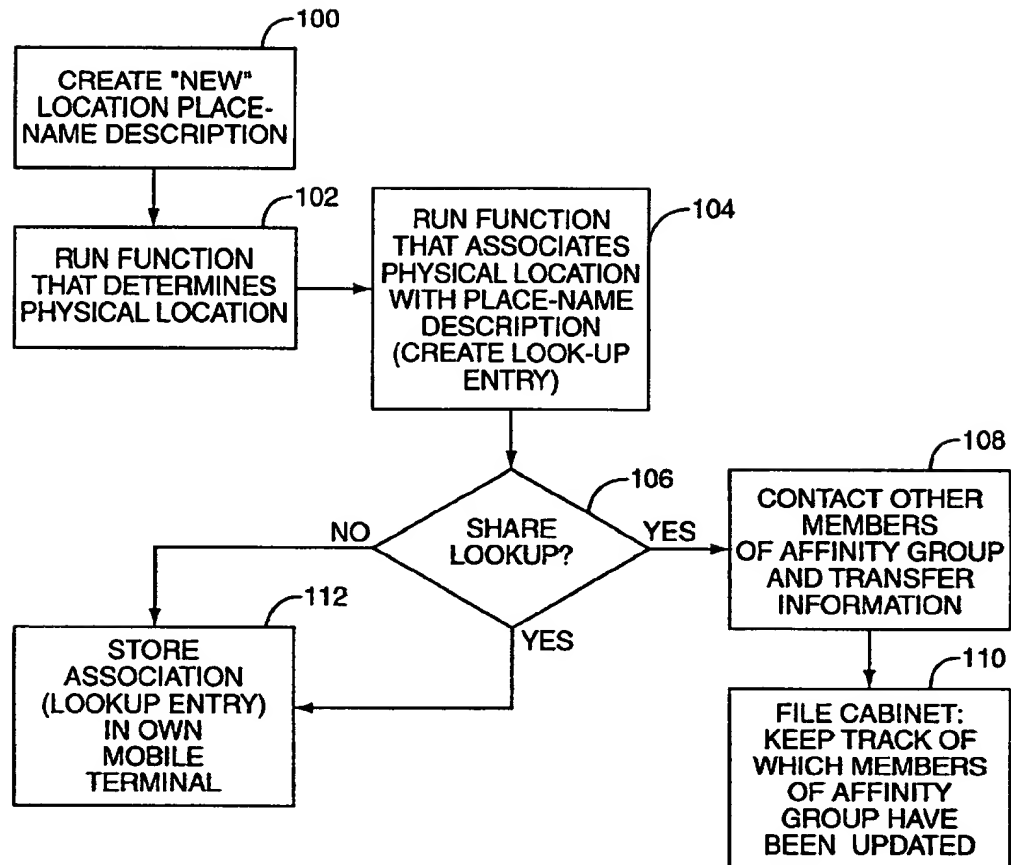 100
CREATE "NEW"
LOCATION PLACE-
NAME DESCRIPTION
102
RUN FUNCTION
THAT DETERMINES
PHYSICAL LOCATION
104
RUN FUNCTION
THAT ASSOCIATES
PHYSICAL LOCATION
WITH PLACE-NAME
DESCRIPTION
(CREATE LOOK-UP
ENTRY)
106
SHARE
LOOKUP?
NO
YES
YES
108
CONTACT OTHER
MEMBERS
OF AFFINITY GROUP
AND TRANSFER
INFORMATION
110
FILE CABINET:
KEEP TRACK OF
WHICH MEMBERS
OF AFFINITY
GROUP HAVE
BEEN UPDATED
112
STORE
ASSOCIATION
(LOOKUP ENTRY)
IN OWN
MOBILE
TERMINAL